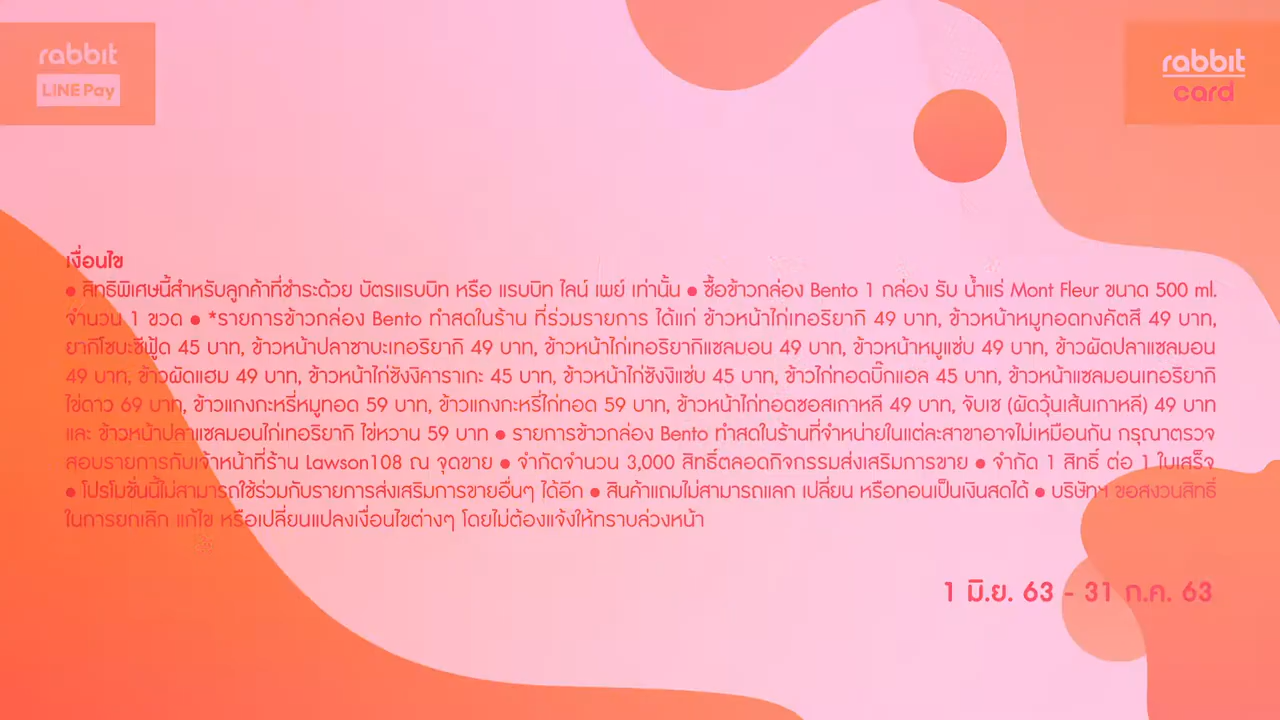 rabbit
LINE Pay
rabbit
card
เงื่อนไข
● สิทธิพิเศษนี้สำหรับลูกค้าที่ชำระด้วย บัตรแรบบิท หรือ แรบบิท ไลน์ เพย์ เท่านั้น ● ซื้อข้าวกล่อง Bento 1 กล่อง รับ น้ำแร่ Mont Fleur ขนาด 500 ml.
จำนวน 1 ขวด ● *รายการข้าวกล่อง Bento ทำสดในร้าน ที่ร่วมรายการ ได้แก่ ข้าวหน้าไก่เทอริยากิ 49 บาท, ข้าวหน้าหมูทอดทงคัตสึ 49 บาท,
ยากิโซบะซีฟู้ด 45 บาท, ข้าวหน้าปลาซาบะเทอริยากิ 49 บาท, ข้าวหน้าไก่เทอริยากิแซลมอน 49 บาท, ข้าวหน้าหมูแซ่บ 49 บาท, ข้าวผัดปลาแซลมอน
49 บาท, ข้าวผัดแฮม 49 บาท, ข้าวหน้าไก่ซังงิคาราเกะ 45 บาท, ข้าวหน้าไก่ซังงิแซ่บ 45 บาท, ข้าวไก่ทอดบิ๊กแอล 45 บาท, ข้าวหน้าแซลมอนเทอริยากิ
ไข่ดาว 69 บาท, ข้าวแกงกะหรี่หมูทอด 59 บาท, ข้าวแกงกะหรี่ไก่ทอด 59 บาท, ข้าวหน้าไก่ทอดซอสเกาหลี 49 บาท, จับเช (ผัดวุ้นเส้นเกาหลี) 49 บาท
และ ข้าวหน้าปลาแซลมอนไก่เทอริยากิ ไข่หวาน 59 บาท ● รายการข้าวกล่อง Bento ทำสดในร้านที่จำหน่ายในแต่ละสาขาอาจไม่เหมือนกัน กรุณาตรวจ
สอบรายการกับเจ้าหน้าที่ร้าน Lawson108 ณ จุดขาย ● จำกัดจำนวน 3,000 สิทธิ์ตลอดกิจกรรมส่งเสริมการขาย ● จำกัด 1 สิทธิ์ ต่อ 1 ใบเสร็จ
● โปรโมชั่นนี้ไม่สามารถใช้ร่วมกับรายการส่งเสริมการขายอื่นๆ ได้อีก ● สินค้าแถมไม่สามารถแลก เปลี่ยน หรือทอนเป็นเงินสดได้ ● บริษัทฯ ขอสงวนสิทธิ์
ในการยกเลิก แก้ไข หรือเปลี่ยนแปลงเงื่อนไขต่างๆ โดยไม่ต้องแจ้งให้ทราบล่วงหน้า
1 มิ.ย. 63 - 31 ก.ค. 63